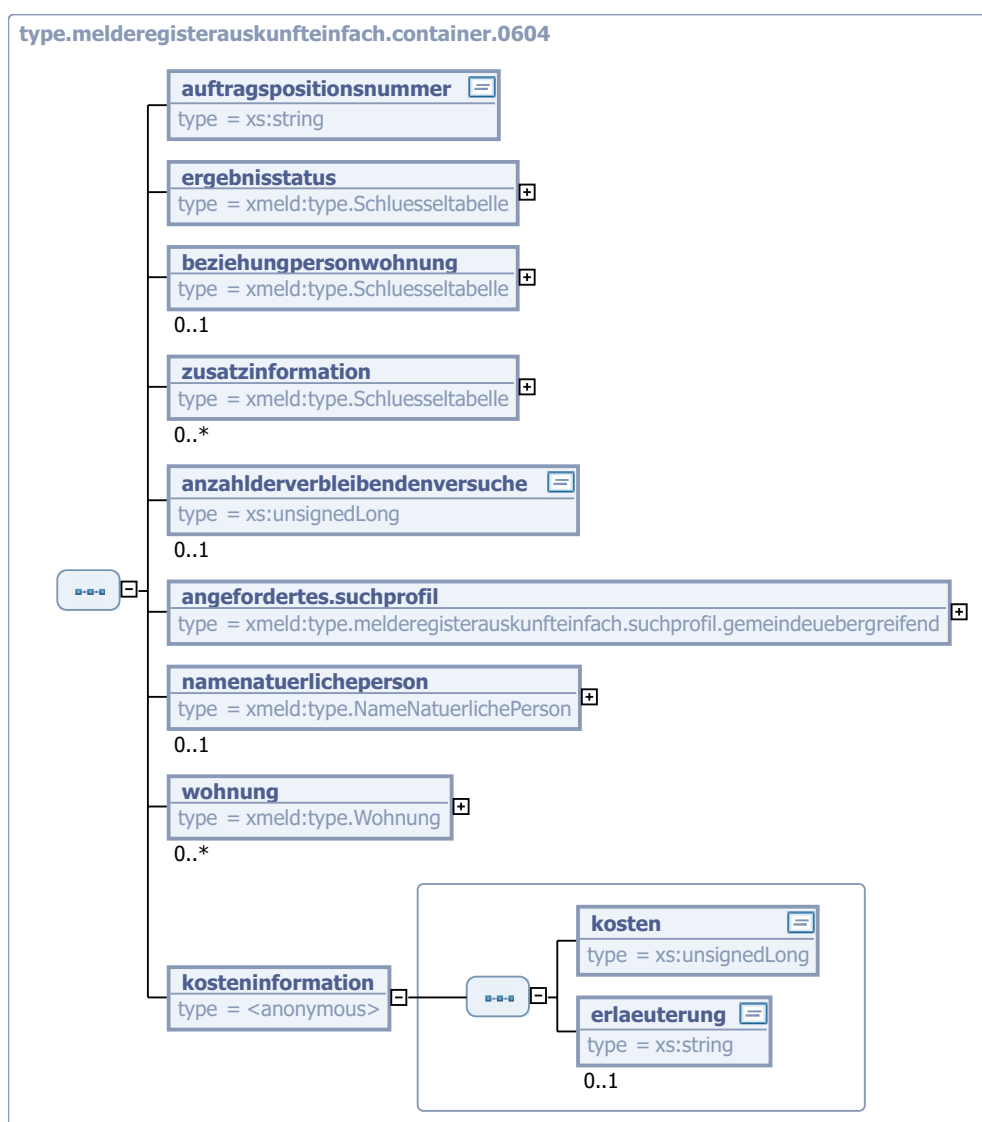 type.melderegisterauskunfteinfach.container.0604
auftragspositionsnummer
type = xs:string
ergebnisstatus
type = xmeld:type.Schluesseltabelle
beziehungpersonwohnung
type = xmeld:type.Schluesseltabelle
0..1
zusatzinformation
type = xmeld:type.Schluesseltabelle
0..*
anzahlderverbleibendenversuche
type = xs:unsignedLong
0..1
angefordertes.suchprofil
type = xmeld:type.melderegisterauskunfteinfach.suchprofil.gemeindeuebergreifend
namenatuerlicheperson
type = xmeld:type.NameNatuerlichePerson
0..1
wohnung
type = xmeld:type.Wohnung
0..*
kosteninformation
type = <anonymous>
kosten
type = xs:unsignedLong
erlaeuterung
type = xs:string
0..1